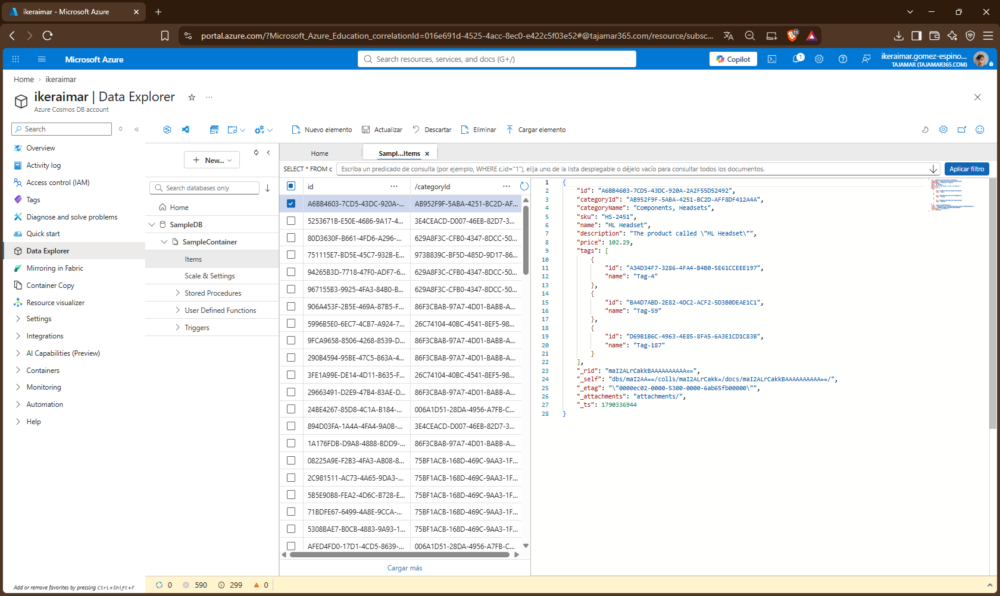 ikeraimar - Microsoft Azure
portal.azure.com/?Microsoft_Azure_Education_correlationId=016e691d-4525-4acc-8ec0-e422c5f03e52#@tajamar365.com/resource/subsc...
11
Microsoft Azure
Search resources, services, and docs (G+/)
Copilot
1
ikeraimar.gomez-espino...
TAJAMAR (TAJAMAR365.COM)
Home > ikeraimar
ikeraimar | Data Explorer
Azure Cosmos DB account
Search
Overview
Activity log
Access control (IAM)
Tags
Diagnose and solve problems
Quick start
Data Explorer
Mirroring in Fabric
Container Copy
Resource visualizer
Settings
Integrations
AI Capabilities (Preview)
Containers
Monitoring
Automation
Help
Add or remove favorites by pressing Ctrl+Shift+F
Nuevo elemento
Actualizar
Descartar
Eliminar
Cargar elemento
New...
Search databases only
Home
SampleDB
SampleContainer
Items
Scale & Settings
Stored Procedures
User Defined Functions
Triggers
Home
Sampl...Items
SELECT * FROM c
Escriba un predicado de consulta (por ejemplo, WHERE c.id="1"), elija uno de la lista desplegable o déjelo vacío para consultar todos los documentos.
Aplicar filtro
id ... /categoryId ...
A6BB4603-7CD5-43DC-920A-... AB952F9F-5ABA-4251-BC2D-AF...
5253671B-E50E-4686-9A17-4... 3E4CEACD-D007-46EB-82D7-3...
80D3630F-B661-4FD6-A296-... 629A8F3C-CFB0-4347-8DCC-50...
751115E7-BD5E-45C7-932B-E... 973B839C-BF5D-485D-9D17-86...
94265B3D-7718-47F0-ADF7-6... 629A8F3C-CFB0-4347-8DCC-50...
967155B3-9925-4FA3-84B0-B... 629A8F3C-CFB0-4347-8DCC-50...
906A453F-2B5E-469A-87B5-F... 86F3CBAB-97A7-4D01-BABB-A...
5996B5E0-6EC7-4CB7-A924-7... 26C74104-40BC-4541-8EF5-98...
9FCA9658-8506-4268-8539-D... 86F3CBAB-97A7-4D01-BABB-A...
290B4594-95BE-47C5-863A-4... 86F3CBAB-97A7-4D01-BABB-A...
3FE1A99E-DE14-4D11-B635-F... 26C74104-40BC-4541-8EF5-98...
29663491-D2E9-47B4-83AE-D... 86F3CBAB-97A7-4D01-BABB-A...
24BE4267-85D8-4C1A-B184-... 006A1D51-28DA-4956-A7FB-C...
894D03FA-1A4A-4FA4-9A0B-... 3E4CEACD-D007-46EB-82D7-3...
1A176FDB-D9A8-4888-BDD9-... 86F3CBAB-97A7-4D01-BABB-A...
08225A9E-F2B3-4FA3-AB08-8... 75BF1ACB-168D-469C-9AA3-1F...
2C981511-AC73-4A65-9DA3-... 75BF1ACB-168D-469C-9AA3-1F...
5B5E90B8-FEA2-4D6C-B728-E... 75BF1ACB-168D-469C-9AA3-1F...
71BDFE67-6499-4A8E-9CCA-... 75BF1ACB-168D-469C-9AA3-1F...
5308BAE7-B0CB-4883-9A93-1... 75BF1ACB-168D-469C-9AA3-1F...
AFED4FD0-17D1-4CD5-8639-... 006A1D51-28DA-4956-A7FB-C...
Cargar más
1 {
2 "id": "A6BB4603-7CD5-43DC-920A-2A2F55D52492",
3 "categoryId": "AB952F9F-5ABA-4251-BC2D-AFF8DF412A4A",
4 "categoryName": "Components, Headsets",
5 "sku": "HS-2451",
6 "name": "ML Headset",
7 "description": "The product called \"ML Headset\"",
8 "price": 102.29,
9 "tags": [
10 {
11 "id": "A34D34F7-3286-4FA4-B4B0-5E61CCEEE197",
12 "name": "Tag-4"
13 },
14 {
15 "id": "BA4D7ABD-2E82-4DC2-ACF2-5D3B0DEAE1C1",
16 "name": "Tag-59"
17 },
18 {
19 "id": "D69B1B6C-4963-4E85-8FA5-6A3E1CD1C83B",
20 "name": "Tag-187"
21 }
22 ],
23 "_rid": "maI2ALrCakkBAAAAAAAAAA==",
24 "_self": "dbs/maI2AA==/colls/maI2ALrCakk=/docs/maI2ALrCakkBAAAAAAAAAA==/",
25 "_etag": "\"0000ec02-0000-5300-0000-6ab65fb00000\"",
26 "_attachments": "attachments/",
27 "_ts": 1790336944
28 }
0 590 299 0